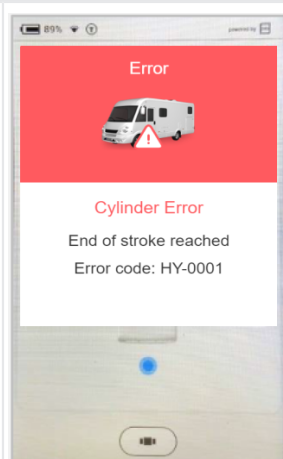 89%
powered by
Error
Cylinder Error
End of stroke reached
Error code: HY-0001